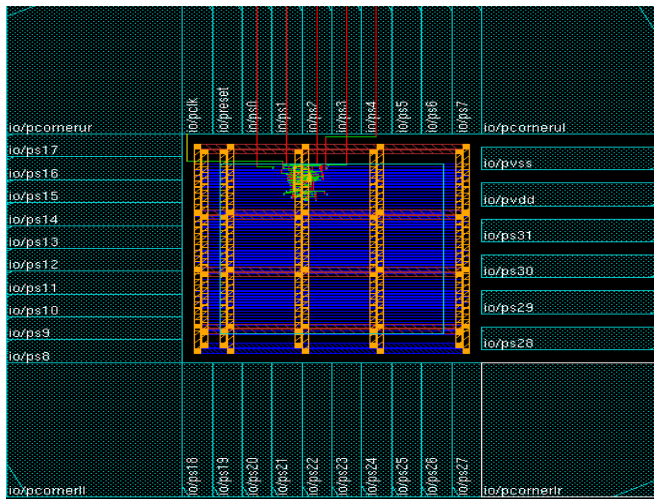 io/pclk
io/preset
io/ps0
io/ps1
io/ps2
io/ps3
io/ps4
io/ps5
io/ps6
io/ps7
io/pcornerur
io/pcornerul
io/ps17
io/ps16
io/ps15
io/ps14
io/ps13
io/ps12
io/ps11
io/ps10
io/ps9
io/ps8
io/pvss
io/pvdd
io/ps31
io/ps30
io/ps29
io/ps28
io/ps18
io/ps19
io/ps20
io/ps21
io/ps22
io/ps23
io/ps24
io/ps25
io/ps26
io/ps27
io/pcornerll
io/pcornerlr